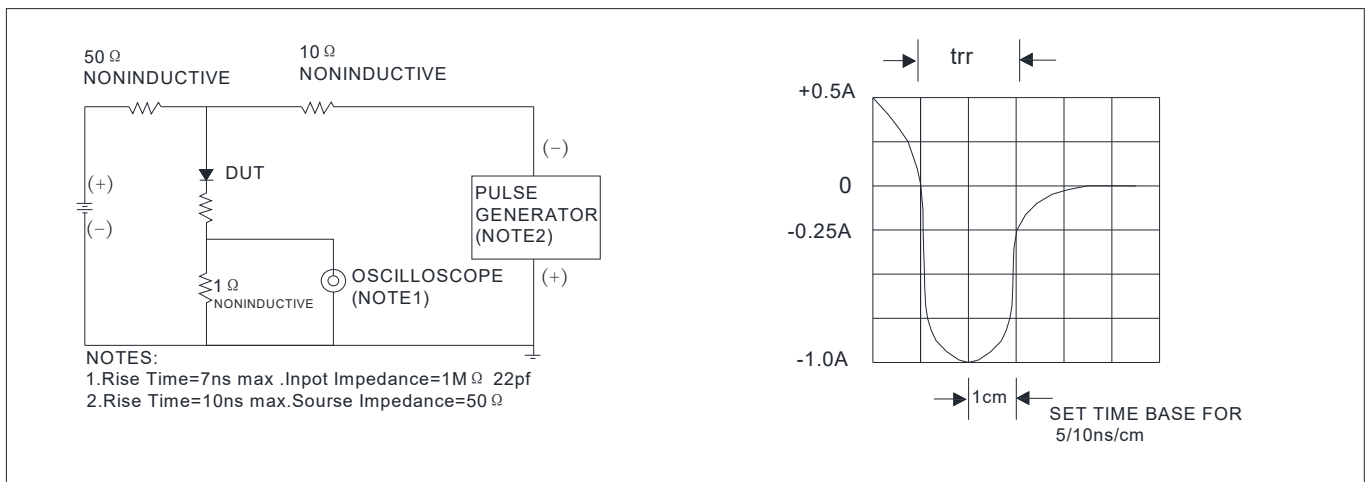 50 Ω
NONINDUCTIVE
10 Ω
NONINDUCTIVE
(+)
(−)
DUT
1 Ω
NONINDUCTIVE
OSCILLOSCOPE
(NOTE1)
(−)
PULSE
GENERATOR
(NOTE2)
(+)
NOTES:
1.Rise Time=7ns max .Inpot Impedance=1M Ω 22pf
2.Rise Time=10ns max.Sourse Impedance=50 Ω
trr
+0.5A
0
-0.25A
-1.0A
1cm
SET TIME BASE FOR
5/10ns/cm